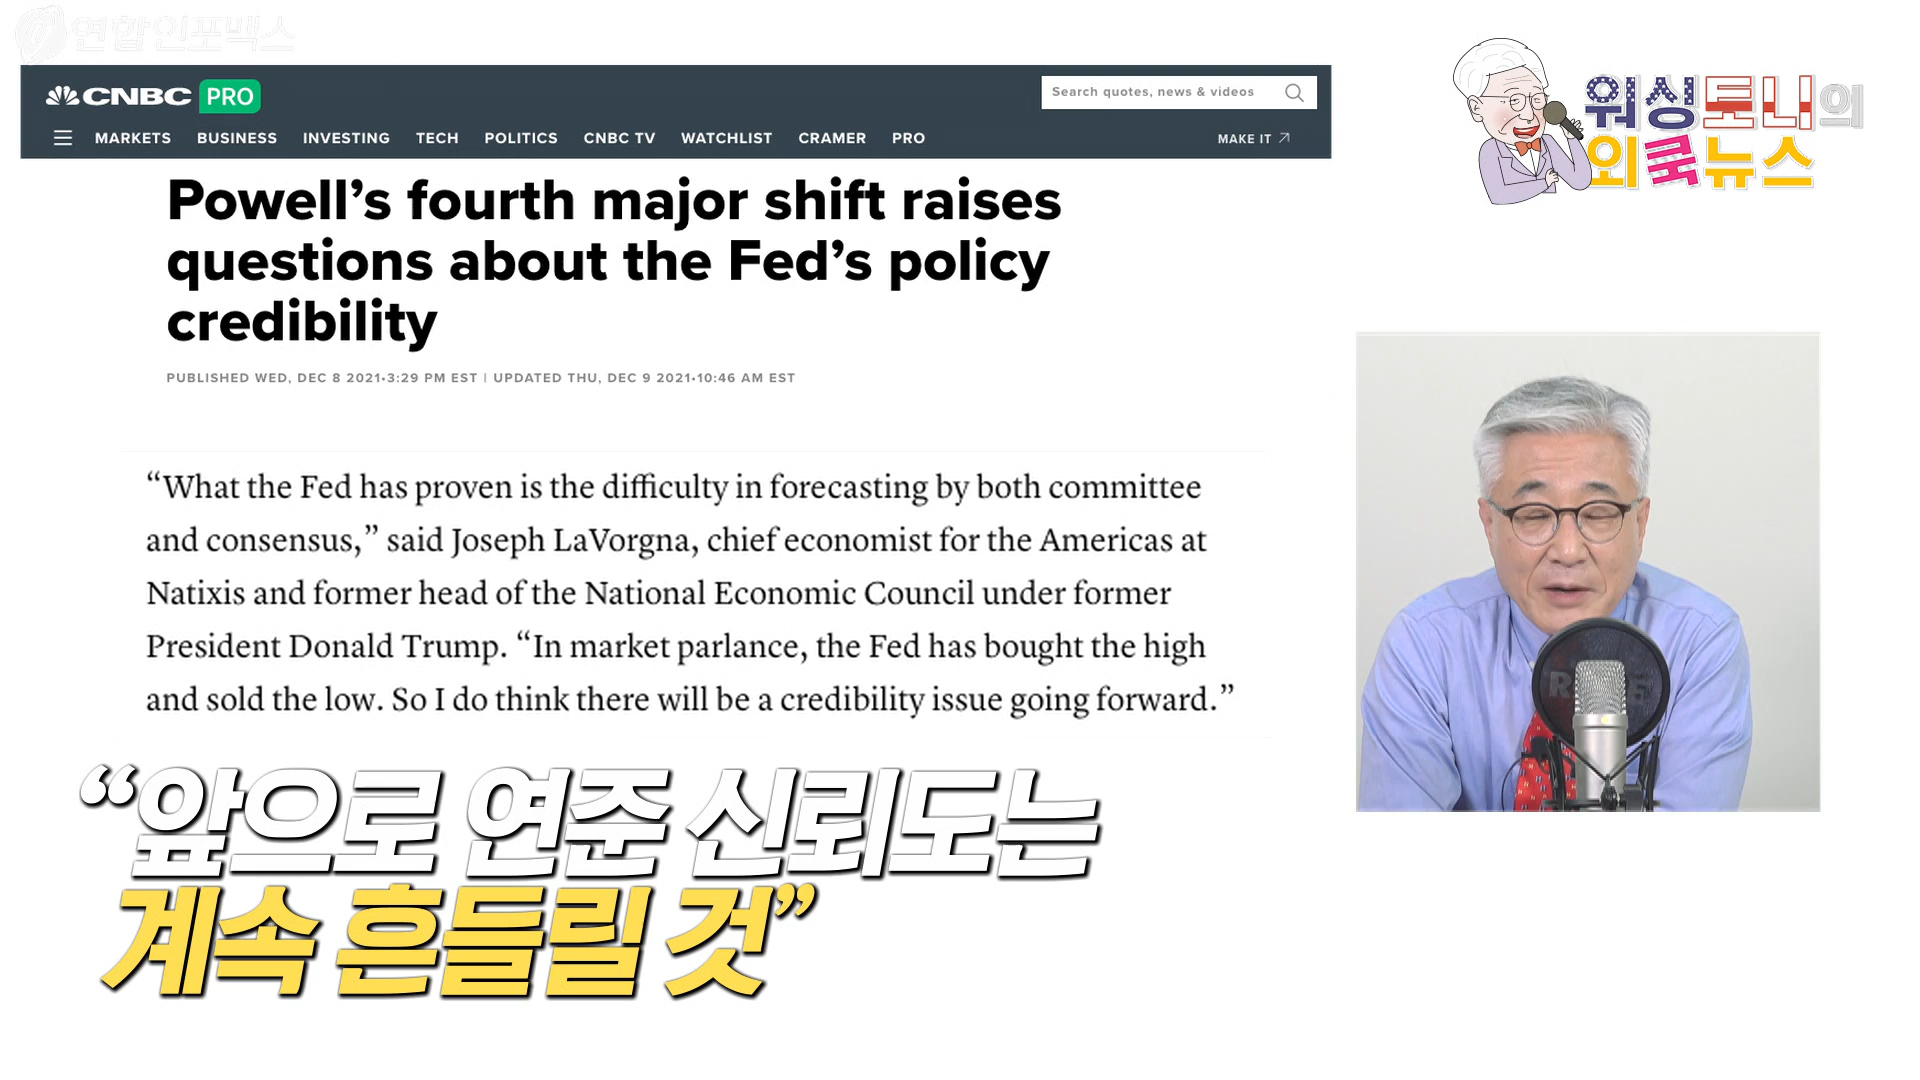 연합인포맥스
CNBC PRO
Search quotes, news & videos
MARKETS BUSINESS INVESTING TECH POLITICS CNBC TV WATCHLIST CRAMER PRO MAKE IT
워싱토니의
외쿡뉴스
Powell’s fourth major shift raises
questions about the Fed’s policy
credibility
PUBLISHED WED, DEC 8 2021•3:29 PM EST | UPDATED THU, DEC 9 2021•10:46 AM EST
“What the Fed has proven is the difficulty in forecasting by both committee
and consensus,” said Joseph LaVorgna, chief economist for the Americas at
Natixis and former head of the National Economic Council under former
President Donald Trump. “In market parlance, the Fed has bought the high
and sold the low. So I do think there will be a credibility issue going forward.”
“앞으로 연준 신뢰도는
계속 흔들릴 것”